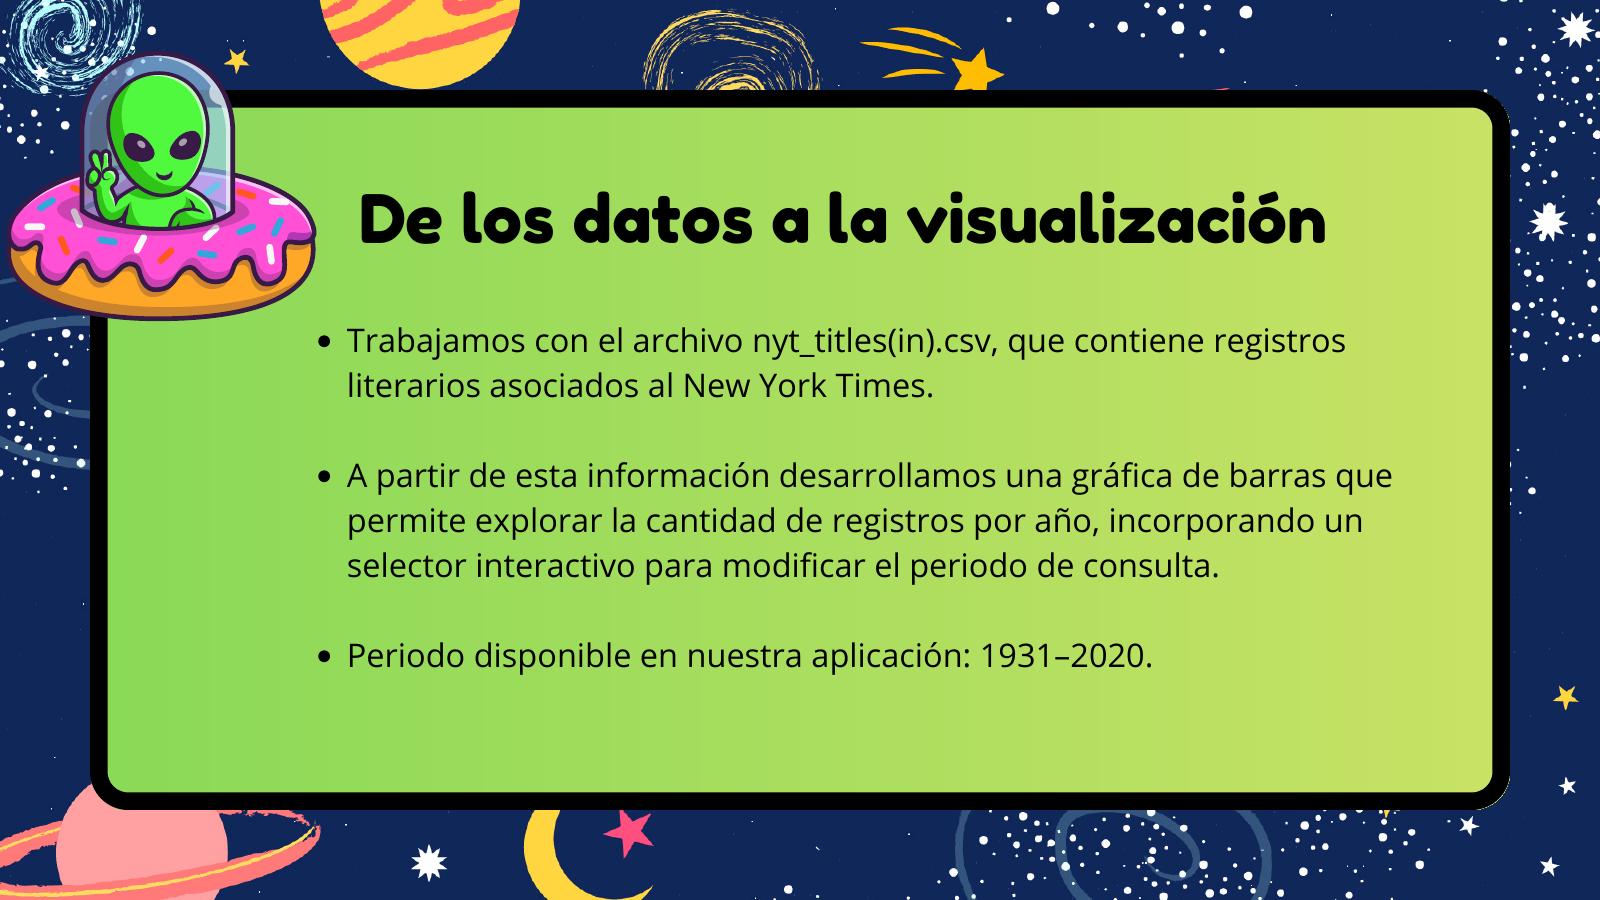 De los datos a la visualización
• Trabajamos con el archivo nyt_titles(in).csv, que contiene registros
literarios asociados al New York Times.
• A partir de esta información desarrollamos una gráfica de barras que
permite explorar la cantidad de registros por año, incorporando un
selector interactivo para modificar el periodo de consulta.
• Periodo disponible en nuestra aplicación: 1931–2020.